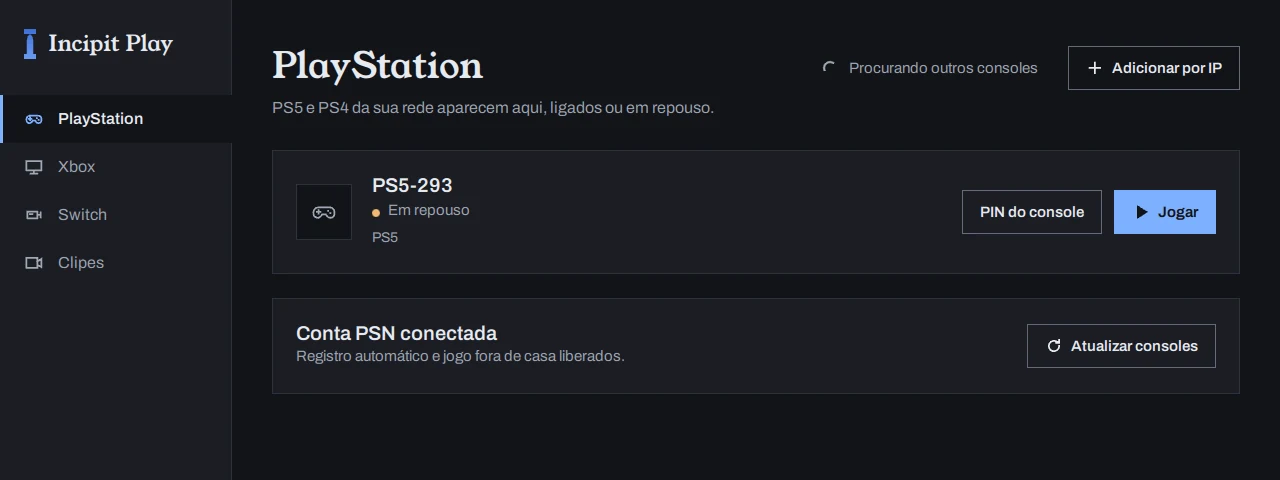 Incipit Play
PlayStation
Xbox
Switch
Clipes
PlayStation
PS5 e PS4 da sua rede aparecem aqui, ligados ou em repouso.
Procurando outros consoles
Adicionar por IP
PS5-293
Em repouso
PS5
PIN do console
Jogar
Conta PSN conectada
Registro automático e jogo fora de casa liberados.
Atualizar consoles